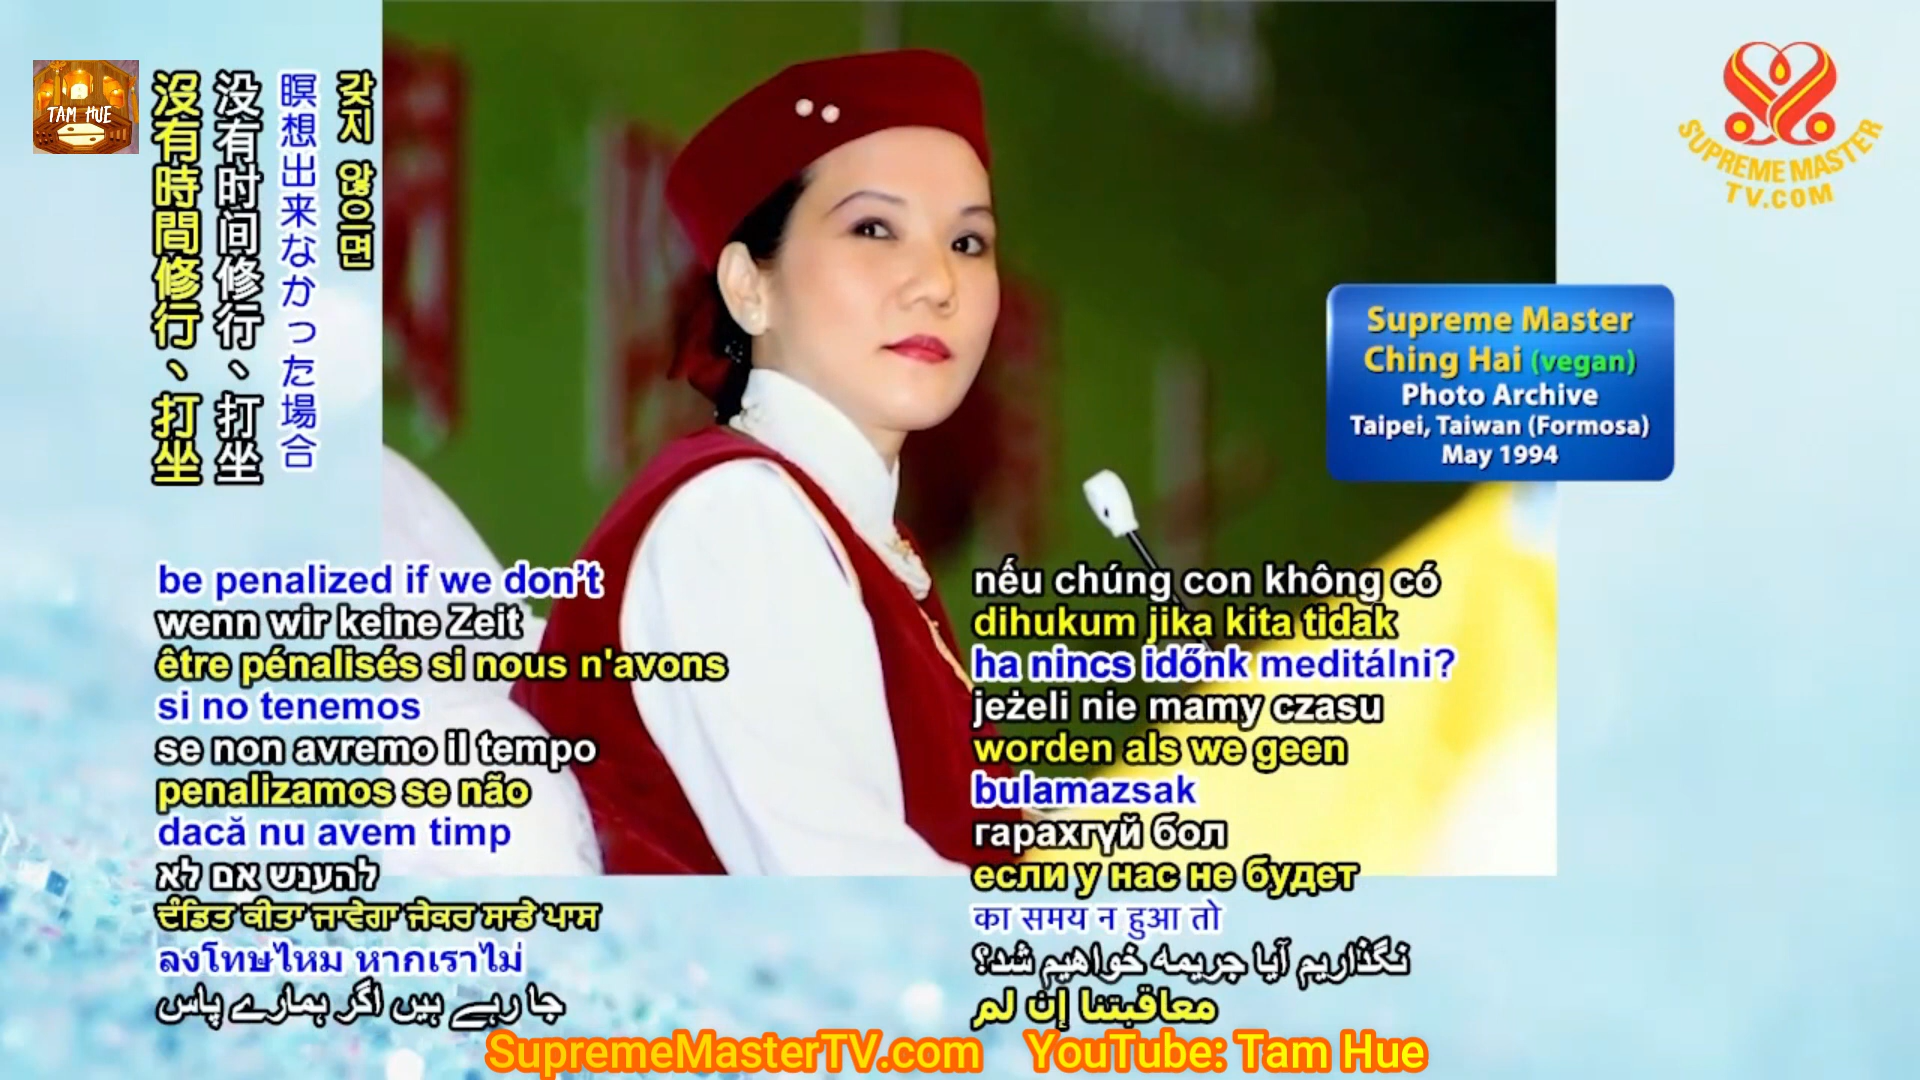 TAM HUE
沒有時間修行、打坐
没有时间修行、打坐
瞑想出来なかった場合
갖지 않으면
SUPREME MASTER
TV.COM
Supreme Master
Ching Hai (vegan)
Photo Archive
Taipei, Taiwan (Formosa)
May 1994
be penalized if we don’t
wenn wir keine Zeit
être pénalisés si nous n'avons
si no tenemos
se non avremo il tempo
penalizamos se não
dacă nu avem timp
להענש אם לא
ਦੰਡਿਤ ਕੀਤਾ ਜਾਵੇਗਾ ਜੇਕਰ ਸਾਡੇ ਪਾਸ
ลงโทษไหม หากเราไม่
جا رہے ہیں اگر ہمارے پاس
nếu chúng con không có
dihukum jika kita tidak
ha nincs időnk meditálni?
jeżeli nie mamy czasu
worden als we geen
bulamazsak
гарахгүй бол
если у нас не будет
का समय न हुआ तो
نگذاریم آیا جریمه خواهیم شد؟
معاقبتنا إن لم
SupremeMasterTV.com YouTube: Tam Hue